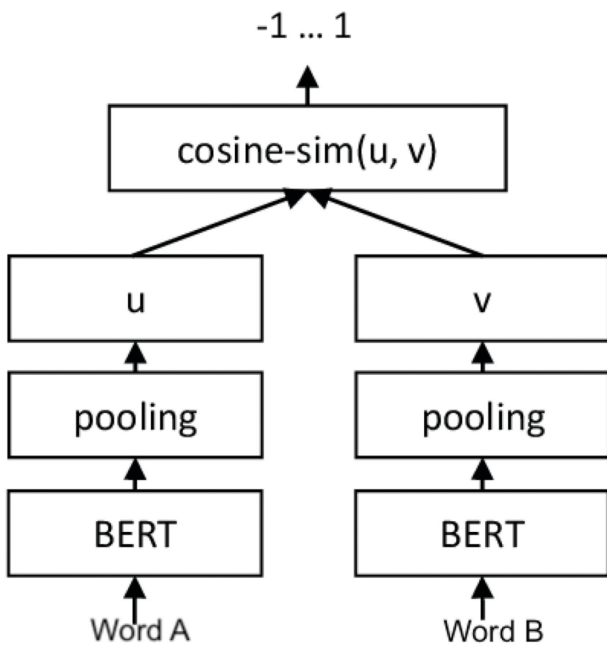 -1 ... 1
cosine-sim(u, v)
u
v
pooling
pooling
BERT
BERT
Word A
Word B